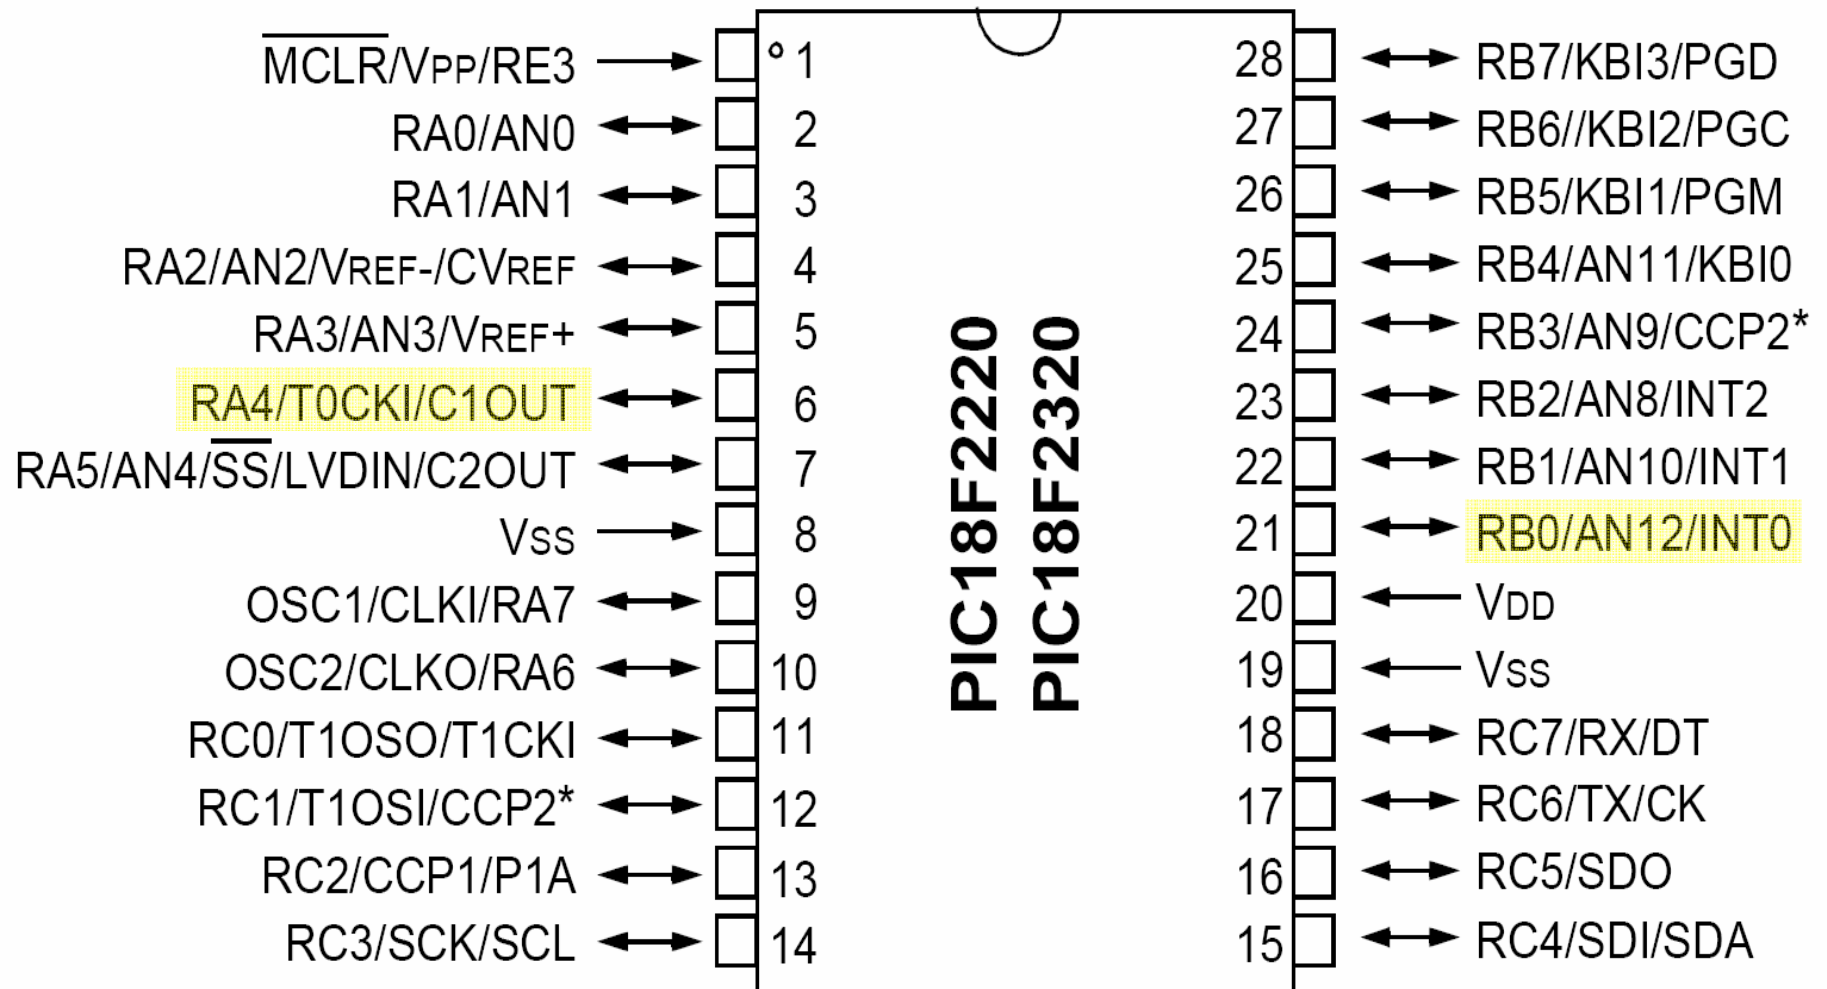 MCLR/VPP/RE3
RA0/AN0
RA1/AN1
RA2/AN2/VREF-/CVREF
RA3/AN3/VREF+
RA4/T0CKI/C1OUT
RA5/AN4/SS/LVDIN/C2OUT
VSS
OSC1/CLKI/RA7
OSC2/CLKO/RA6
RC0/T1OSO/T1CKI
RC1/T1OSI/CCP2*
RC2/CCP1/P1A
RC3/SCK/SCL
1
2
3
4
5
6
7
8
9
10
11
12
13
14
PIC18F2220
PIC18F2320
28
27
26
25
24
23
22
21
20
19
18
17
16
15
RB7/KBI3/PGD
RB6//KBI2/PGC
RB5/KBI1/PGM
RB4/AN11/KBI0
RB3/AN9/CCP2*
RB2/AN8/INT2
RB1/AN10/INT1
RB0/AN12/INT0
VDD
VSS
RC7/RX/DT
RC6/TX/CK
RC5/SDO
RC4/SDI/SDA